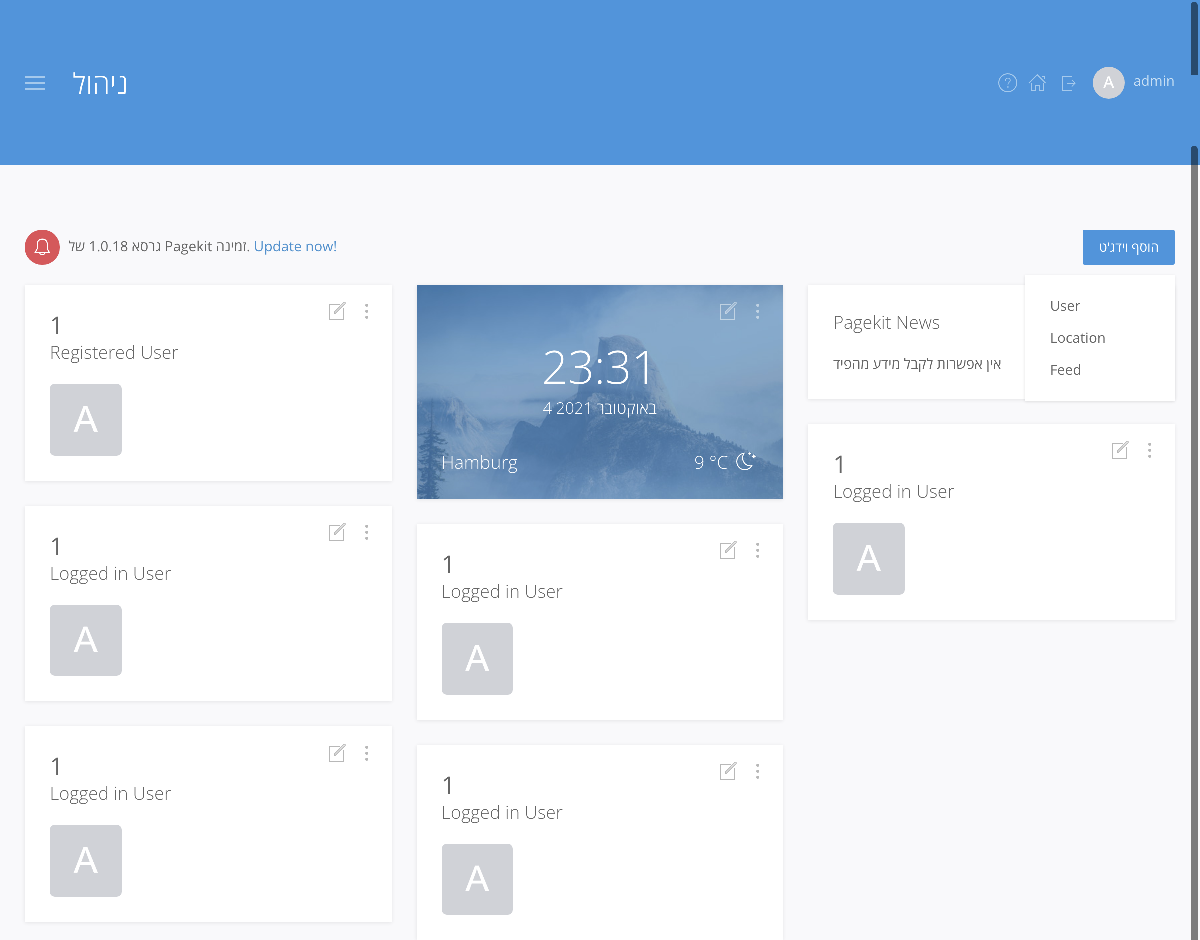 ניהול
A admin
גרסא 1.0.18 של Pagekit זמינה. Update now!
הוסף וידג'ט
User
Location
Feed
1
Registered User
A
1
Logged in User
A
1
Logged in User
A
23:31
4 באוקטובר 2021
Hamburg
9 °C
1
Logged in User
A
1
Logged in User
A
Pagekit News
אין אפשרות לקבל מידע מהפיד
1
Logged in User
A